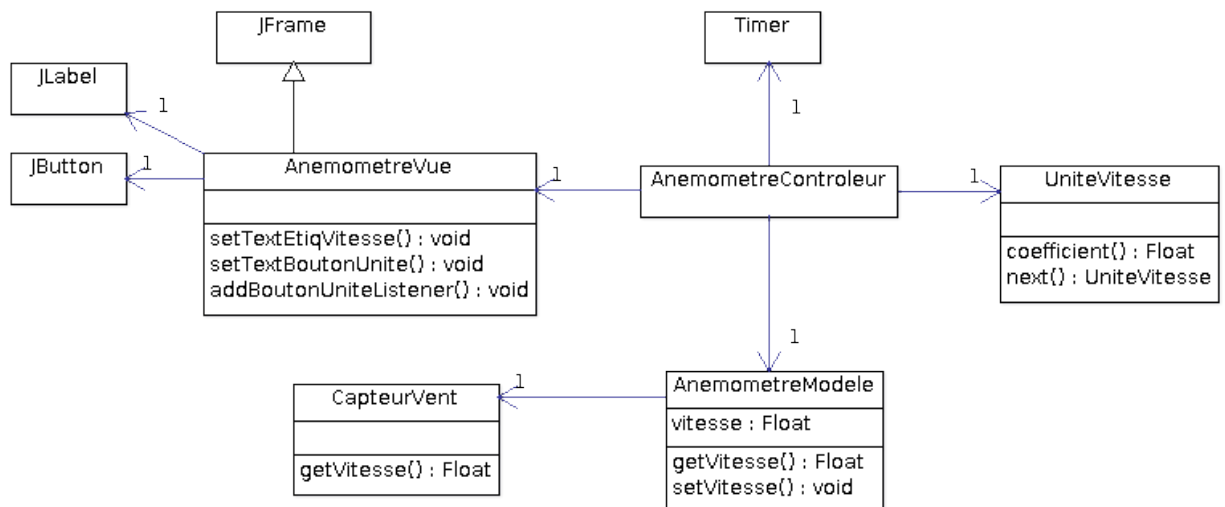 JFrame
Timer
JLabel
1
1
JButton
1
AnemometreVue
setTextEtiqVitesse() : void
setTextBoutonUnite() : void
addBoutonUniteListener() : void
1
AnemometreControleur
1
UniteVitesse
coefficient() : Float
next() : UniteVitesse
1
CapteurVent
getVitesse() : Float
1
AnemometreModele
vitesse : Float
getVitesse() : Float
setVitesse() : void